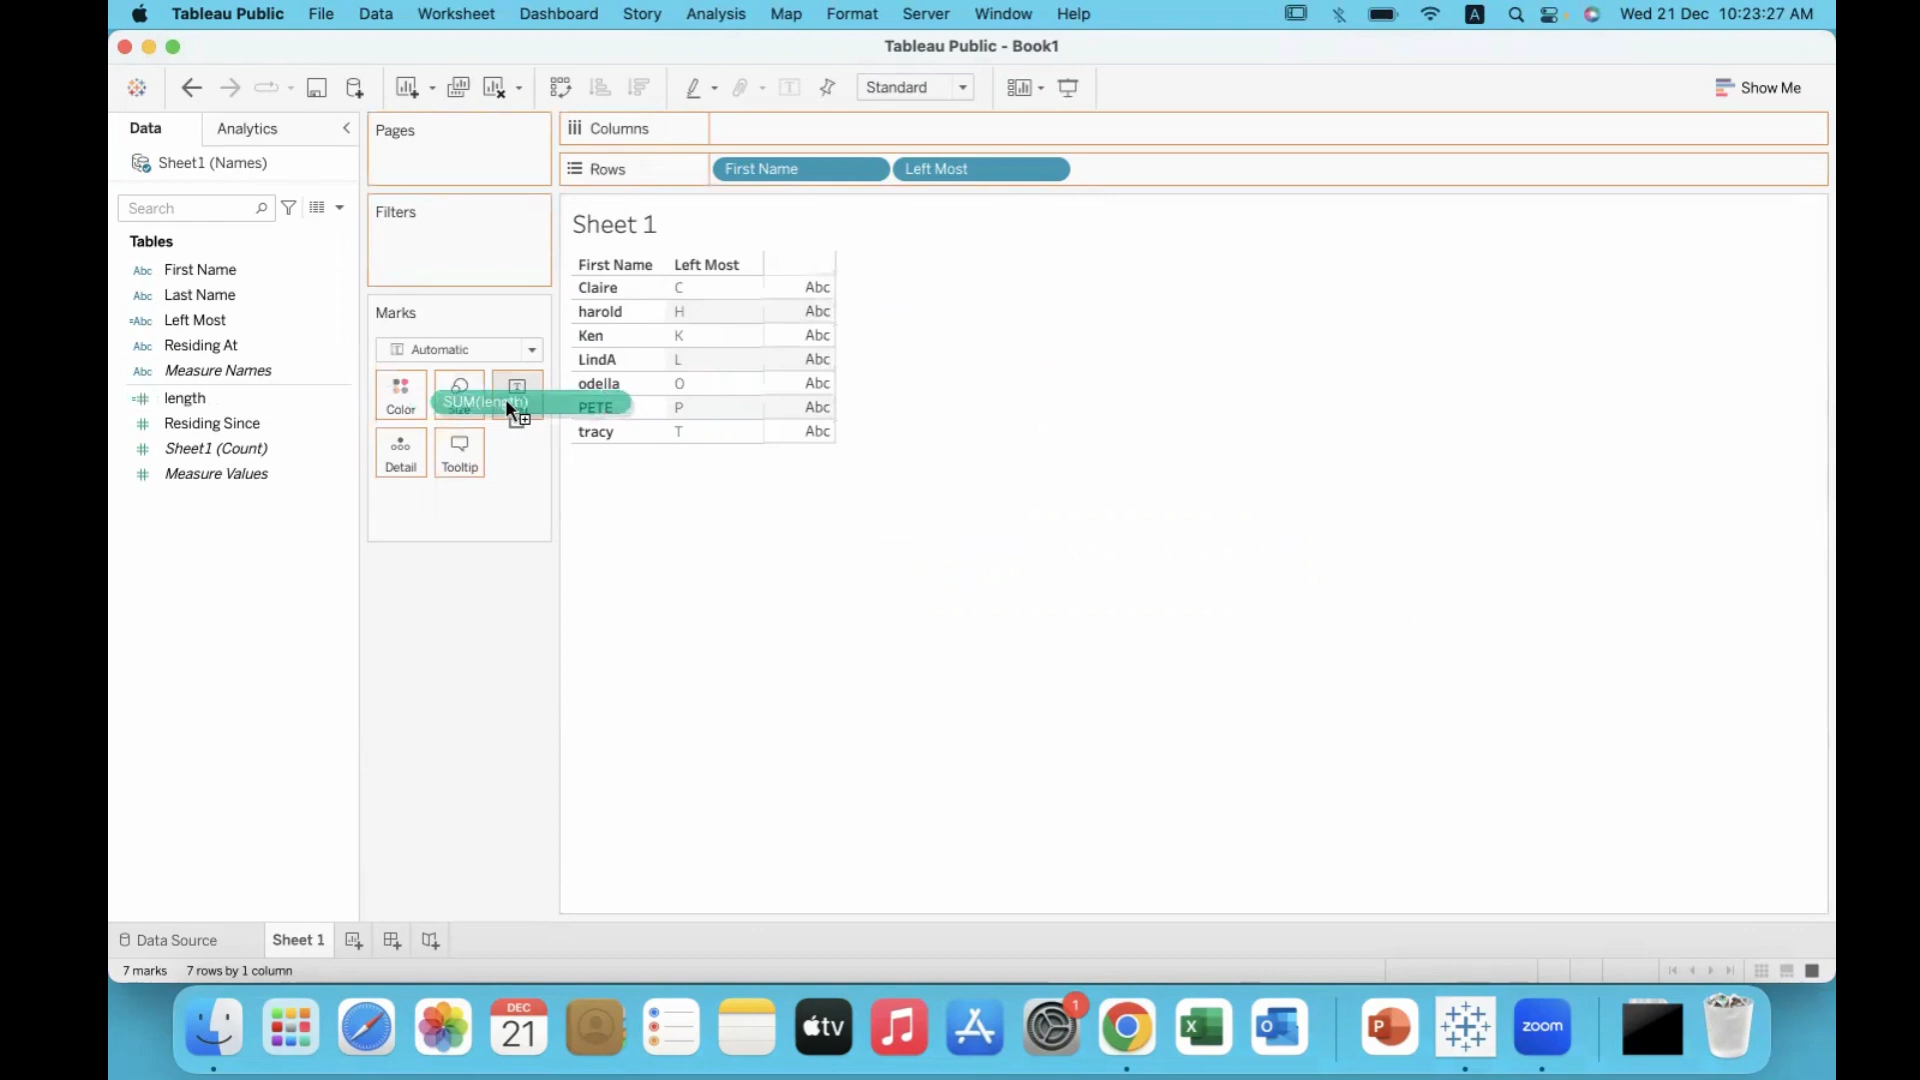 Tableau Public File Data Worksheet Dashboard Story Analysis Map Format Server Window Help A Wed 21 Dec 10:23:27 AM
Tableau Public - Book1
Standard Show Me
Data Analytics
Sheet1 (Names)
Search
Tables
Abc First Name
Abc Last Name
=Abc Left Most
Abc Residing At
Abc Measure Names
=# length
# Residing Since
# Sheet1 (Count)
# Measure Values
Pages
Filters
Marks
Automatic
Color
SUM(length)
Detail Tooltip
Columns
Rows First Name Left Most
Sheet 1
First Name Left Most
Claire C Abc
harold H Abc
Ken K Abc
LindA L Abc
odella O Abc
PETE P Abc
tracy T Abc
Data Source Sheet 1
7 marks 7 rows by 1 column
DEC
21
tv
1
X
O
P
zoom